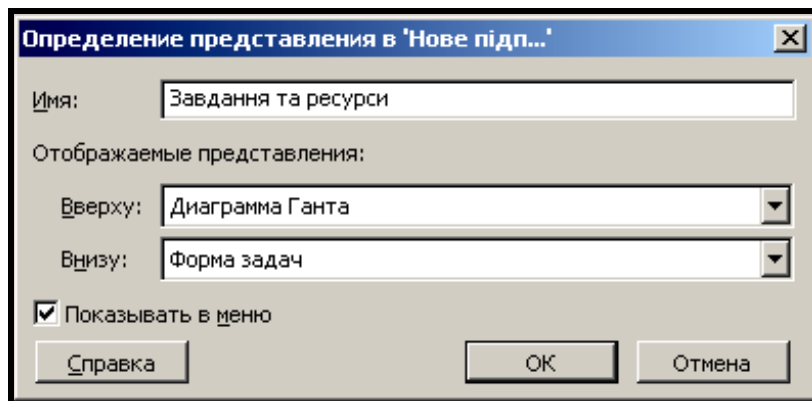 Определение представления в 'Нове підп...'
Имя: Завдання та ресурси
Отображаемые представления:
Вверху: Диаграмма Ганта
Внизу: Форма задач
Показывать в меню
Справка ОК Отмена